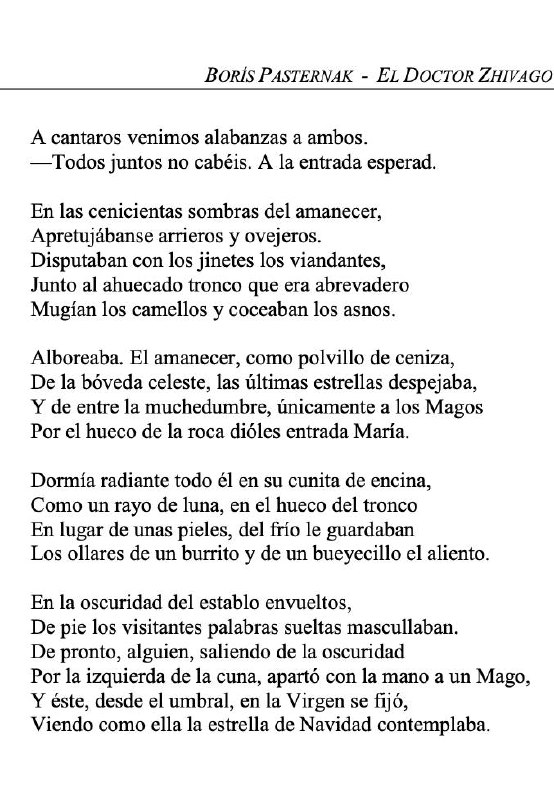 BORÍS PASTERNAK - EL DOCTOR ZHIVAGO
A cantaros venimos alabanzas a ambos.
—Todos juntos no cabéis. A la entrada esperad.
En las cenicientas sombras del amanecer,
Apretujábanse arrieros y ovejeros.
Disputaban con los jinetes los viandantes,
Junto al ahuecado tronco que era abrevadero
Mugían los camellos y coceaban los asnos.
Alboreaba. El amanecer, como polvillo de ceniza,
De la bóveda celeste, las últimas estrellas despejaba,
Y de entre la muchedumbre, únicamente a los Magos
Por el hueco de la roca dióles entrada María.
Dormía radiante todo él en su cunita de encina,
Como un rayo de luna, en el hueco del tronco
En lugar de unas pieles, del frío le guardaban
Los ollares de un burrito y de un bueyecillo el aliento.
En la oscuridad del establo envueltos,
De pie los visitantes palabras sueltas mascullaban.
De pronto, alguien, saliendo de la oscuridad
Por la izquierda de la cuna, apartó con la mano a un Mago,
Y éste, desde el umbral, en la Virgen se fijó,
Viendo como ella la estrella de Navidad contemplaba.